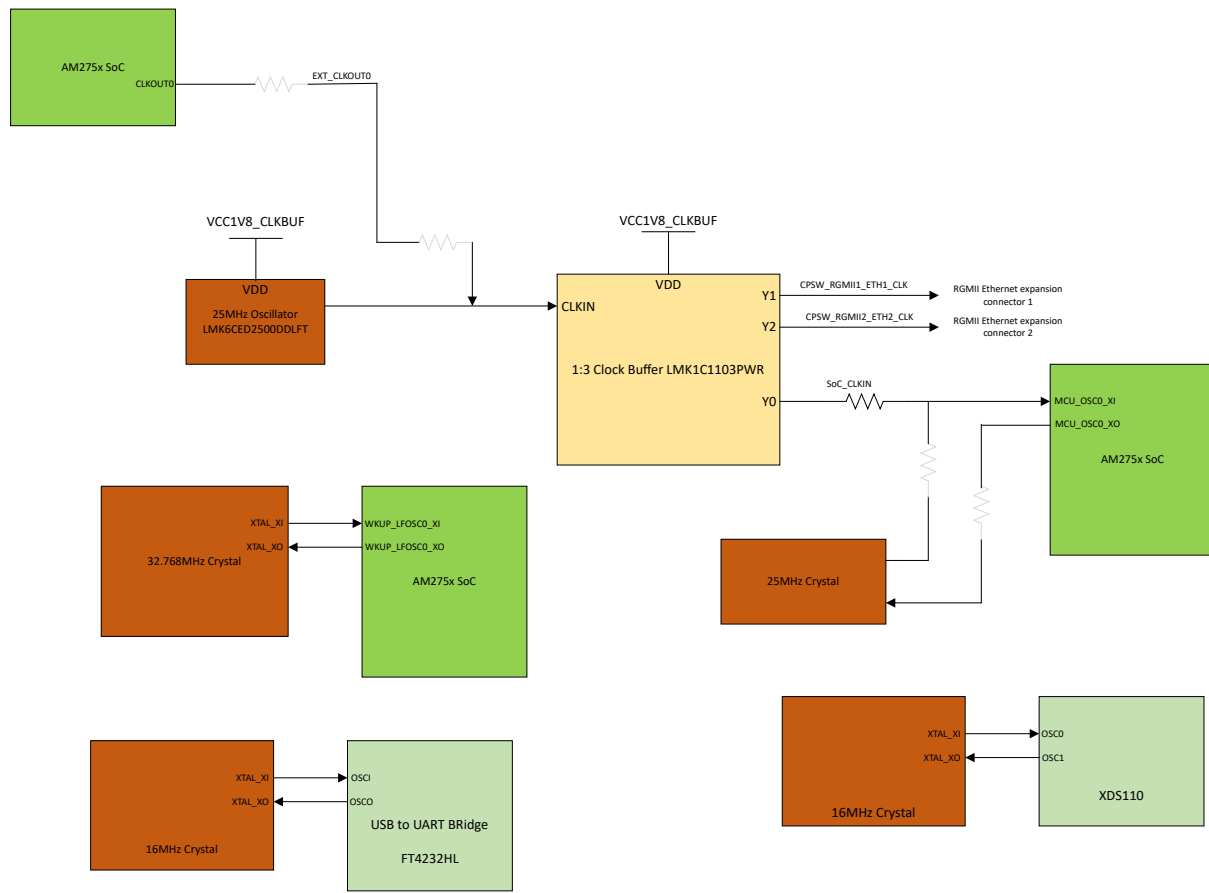 AM275x SoC
CLKOUT0
EXT_CLKOUT0
VCC1V8_CLKBUF
VDD
25MHz Oscillator
LMK6CED2500DDLFT
VCC1V8_CLKBUF
VDD
CLKIN
Y1
Y2
1:3 Clock Buffer LMK1C1103PWR
Y0
CPSW_RGMII1_ETH1_CLK
RGMII Ethernet expansion
connector 1
CPSW_RGMII2_ETH2_CLK
RGMII Ethernet expansion
connector 2
SoC_CLKIN
MCU_OSC0_XI
MCU_OSC0_XO
AM275x SoC
25MHz Crystal
XTAL_XI
XTAL_XO
32.768MHz Crystal
WKUP_LFOSC0_XI
WKUP_LFOSC0_XO
AM275x SoC
XTAL_XI
XTAL_XO
16MHz Crystal
OSC0
OSC1
XDS110
XTAL_XI
XTAL_XO
16MHz Crystal
OSCI
OSCO
USB to UART BRidge
FT4232HL